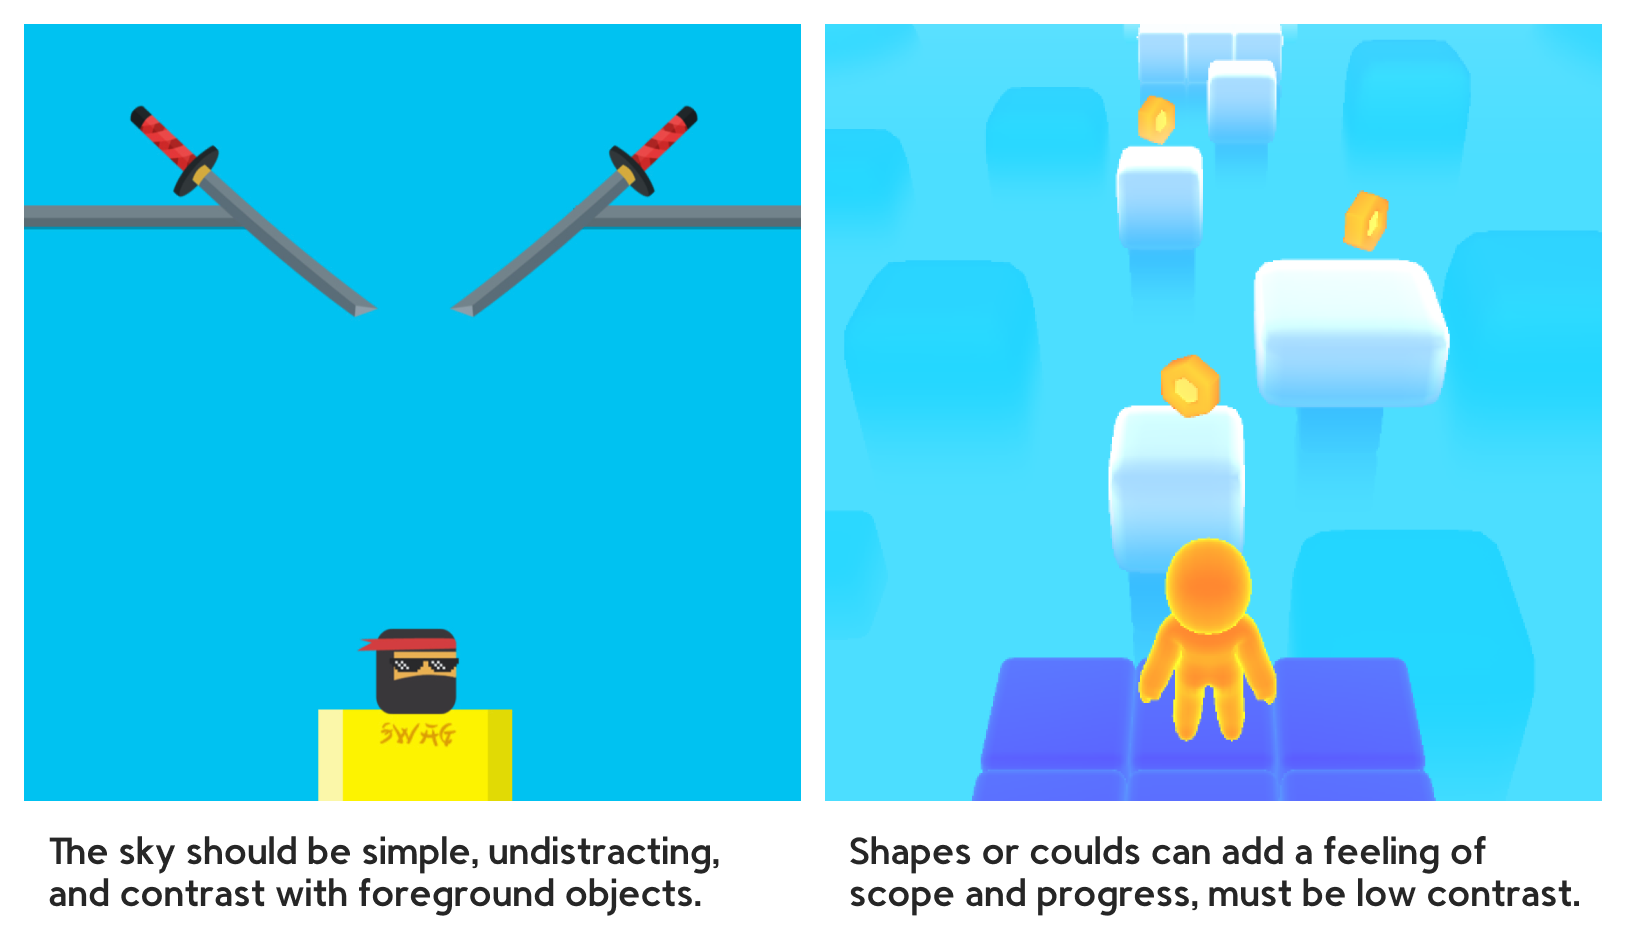 SWAG
The sky should be simple, undistracting,
and contrast with foreground objects.
Shapes or coulds can add a feeling of
scope and progress, must be low contrast.